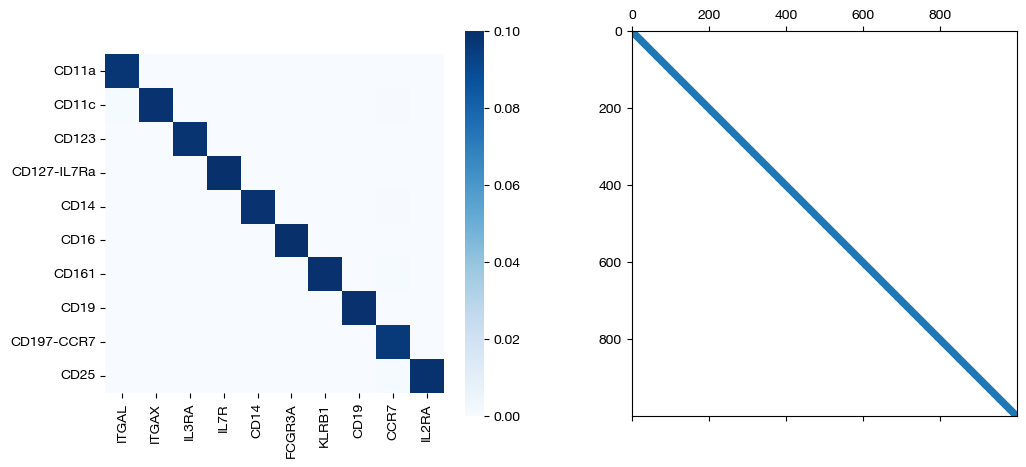 CD11a
CD11c
CD123
CD127-IL7Ra
CD14
CD16
CD161
CD19
CD197-CCR7
CD25
ITGAL
ITGAX
IL3RA
IL7R
CD14
FCGR3A
KLRB1
CD19
CCR7
IL2RA
0.10
0.08
0.06
0.04
0.02
0.00
0 200 400 600 800
0
200
400
600
800